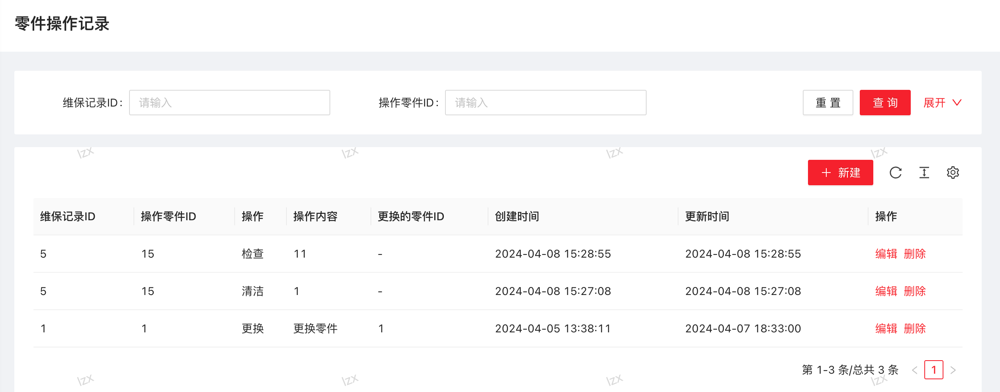 零件操作记录
维保记录ID: 请输入 操作零件ID: 请输入 重置 查询 展开
lzx lzx lzx lzx
新建
维保记录ID 操作零件ID 操作 操作内容 更换的零件ID 创建时间 更新时间 操作
5 15 检查 11 - 2024-04-08 15:28:55 2024-04-08 15:28:55 编辑 删除
5 15 清洁 1 - 2024-04-08 15:27:08 2024-04-08 15:27:08 编辑 删除
1 1 更换 更换零件 1 2024-04-05 13:38:11 2024-04-07 18:33:00 编辑 删除
第 1-3 条/总共 3 条 < 1 >
lzx lzx lzx lzx